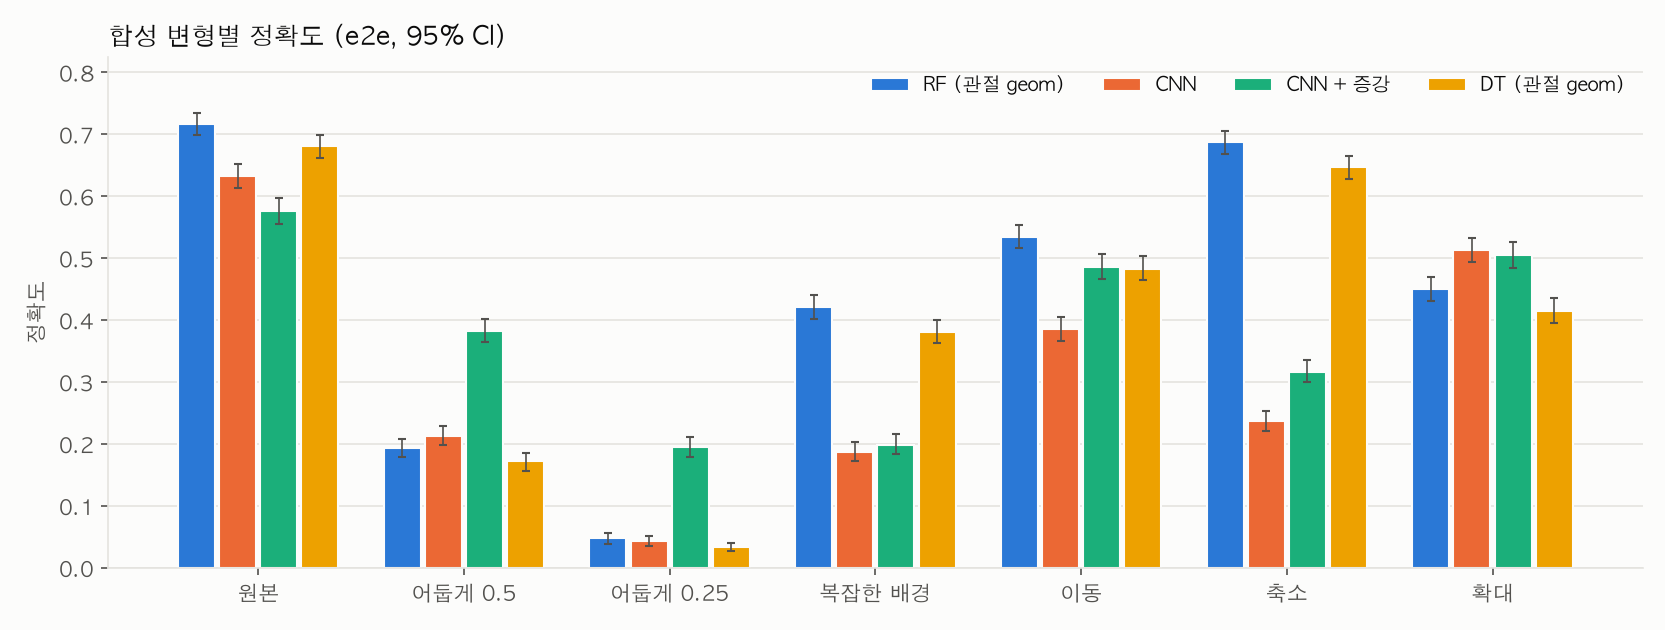 합성 변형별 정확도 (e2e, 95% CI)
RF (관절 geom) CNN CNN + 증강 DT (관절 geom)
정확도
0.8
0.7
0.6
0.5
0.4
0.3
0.2
0.1
0.0
원본 어둡게 0.5 어둡게 0.25 복잡한 배경 이동 축소 확대